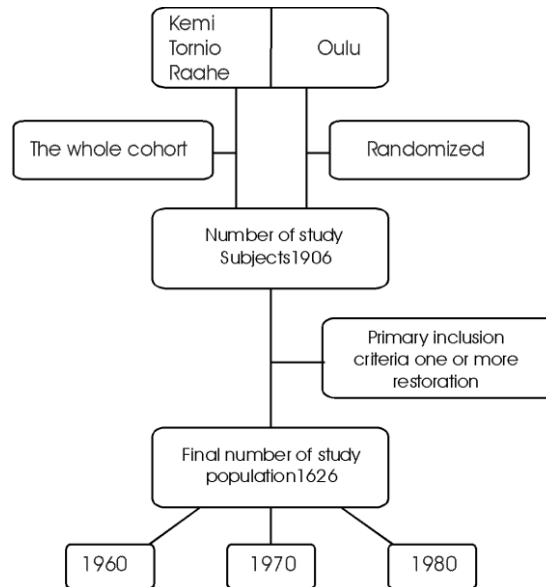 Kemi
Tornio
Raahe
Oulu
The whole cohort
Randomized
Number of study
Subjects1906
Primary inclusion
criteria one or more
restoration
Final number of study
population1626
1960
1970
1980